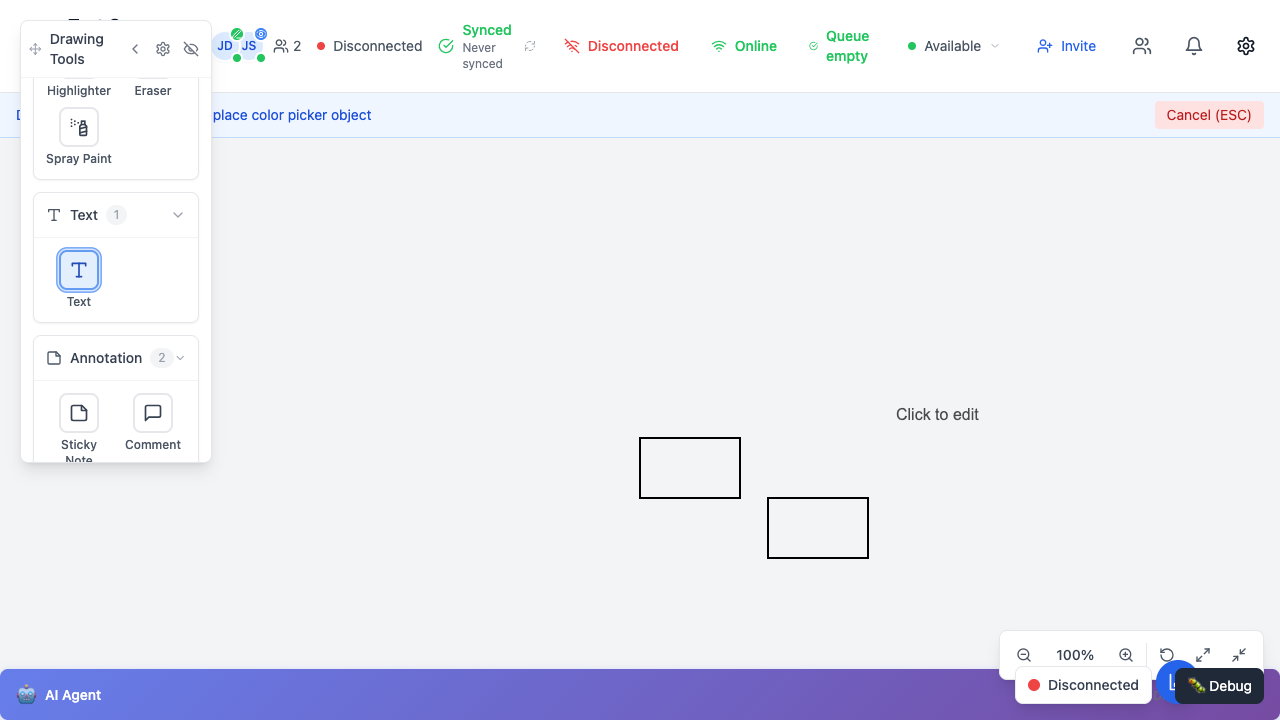 Drawing
Tools
JD
JS
2
Disconnected
Synced
Never
synced
Disconnected
Online
Queue
empty
Available
Invite
place color picker object
Cancel (ESC)
Highlighter
Eraser
Spray Paint
Text 1
Text
Annotation 2
Sticky
Note
Comment
Click to edit
100%
AI Agent
Disconnected
Debug